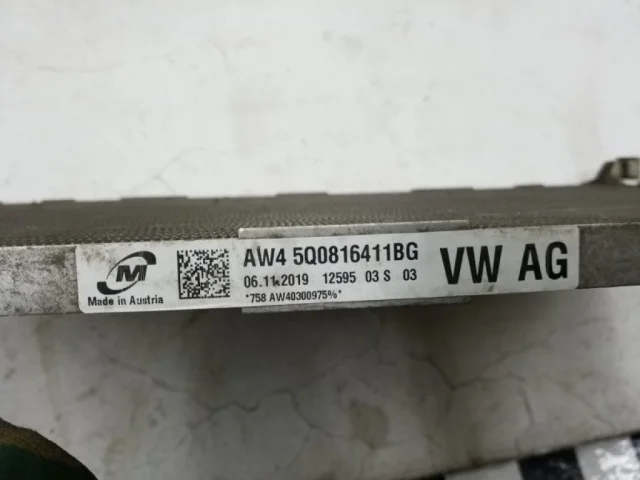 M
Made in Austria
AW4 5Q0816411BG
06.11.2019 12595 03 S 03
*758 AW40300975%*
VW AG